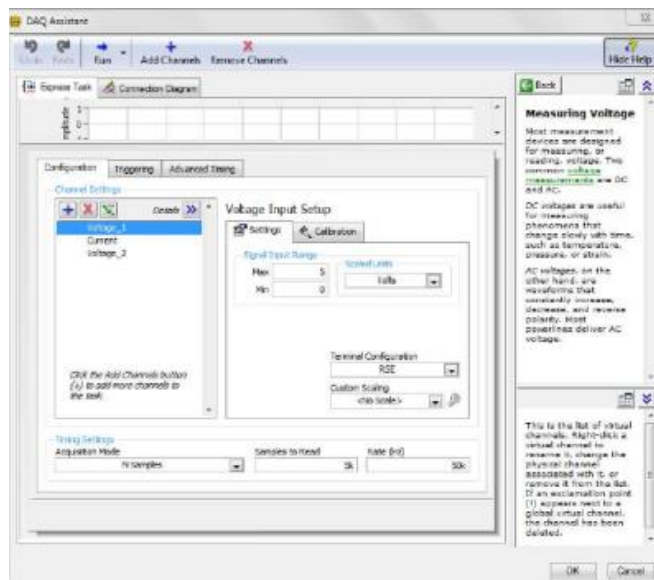 DAQ Assistant
Undo Redo Run Add Channels Remove Channels Hide Help
Express Task Connection Diagram
Back
Measuring Voltage
Most measurement
devices are designed
for measuring, or
reading, voltage. Two
common voltage
measurements are DC
and AC.
DC voltages are useful
for measuring
phenomena that
change slowly with time,
such as temperature,
pressure, or strain.
AC voltages, on the
other hand, are
waveforms that
constantly increase,
decrease, and reverse
polarity. Most
powerlines deliver AC
voltage.
1
0
Configuration Triggering Advanced Timing
Channel Settings
Details
Voltage_1
Current
Voltage_2
Click the Add Channels button
(+) to add more channels to
the task.
Voltage Input Setup
Settings Calibration
Signal Input Range
Max 5
Min 0
Scaled Units
Volts
Terminal Configuration
RSE
Custom Scaling
<No Scale>
Timing Settings
Acquisition Mode Samples to Read Rate (Hz)
N Samples 5k 50k
This is the list of virtual
channels. Right-click a
virtual channel to
rename it, change the
physical channel
associated with it, or
remove it from the list.
If an exclamation point
(!) appears next to a
global virtual channel,
the channel has been
deleted.
OK Cancel